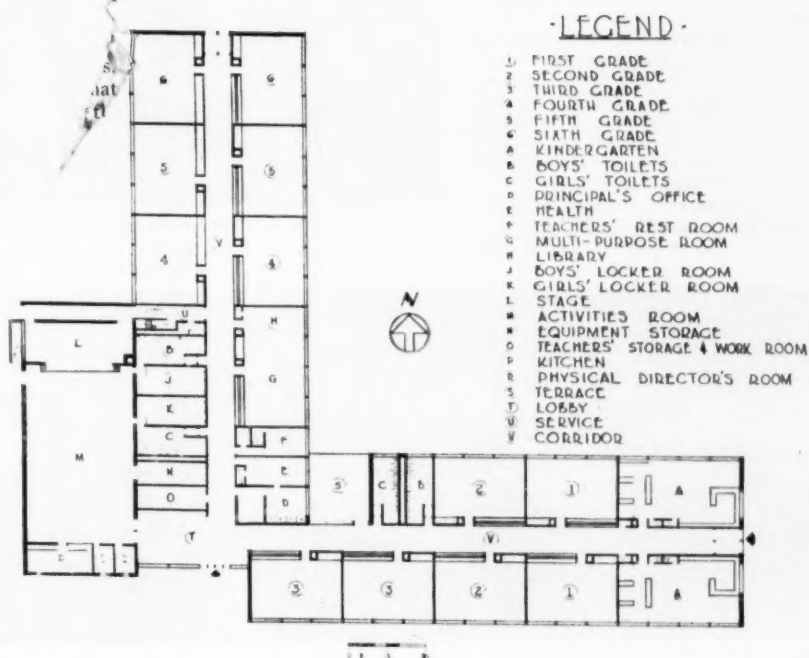 · LEGEND ·
1 FIRST GRADE
2 SECOND GRADE
3 THIRD GRADE
4 FOURTH GRADE
5 FIFTH GRADE
6 SIXTH GRADE
A KINDERGARTEN
B BOYS' TOILETS
C GIRLS' TOILETS
D PRINCIPAL'S OFFICE
E HEALTH
F TEACHERS' REST ROOM
G MULTI-PURPOSE ROOM
H LIBRARY
J BOYS' LOCKER ROOM
K GIRLS' LOCKER ROOM
L STAGE
M ACTIVITIES ROOM
N EQUIPMENT STORAGE
O TEACHERS' STORAGE & WORK ROOM
P KITCHEN
R PHYSICAL DIRECTOR'S ROOM
S TERRACE
T LOBBY
U SERVICE
V CORRIDOR
6 6
5 5
V
4 4
N
U H
L
B
J G
K
M C F
N E
O D
S C B 2 1 A
T V
3 3 2 1 A